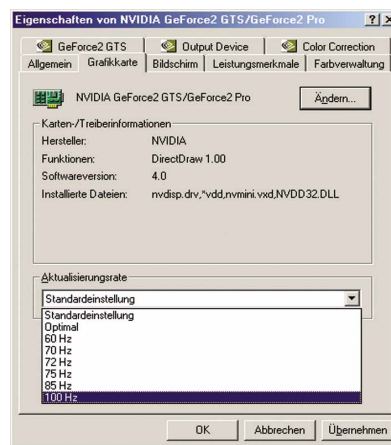 Eigenschaften von NVIDIA GeForce2 GTS/GeForce2 Pro
GeForce2 GTS Output Device Color Correction
Allgemein Grafikkarte Bildschirm Leistungsmerkmale Farbverwaltung
NVIDIA GeForce2 GTS/GeForce2 Pro Ändern...
Karten-/Treiberinformationen
Hersteller: NVIDIA
Funktionen: DirectDraw 1.00
Softwareversion: 4.0
Installierte Dateien: nvdisp.drv,*vdd,nvmini.vxd,NVDD32.DLL
Aktualisierungsrate
Standardeinstellung
Standardeinstellung
Optimal
60 Hz
70 Hz
72 Hz
75 Hz
85 Hz
100 Hz
OK Abbrechen Übernehmen